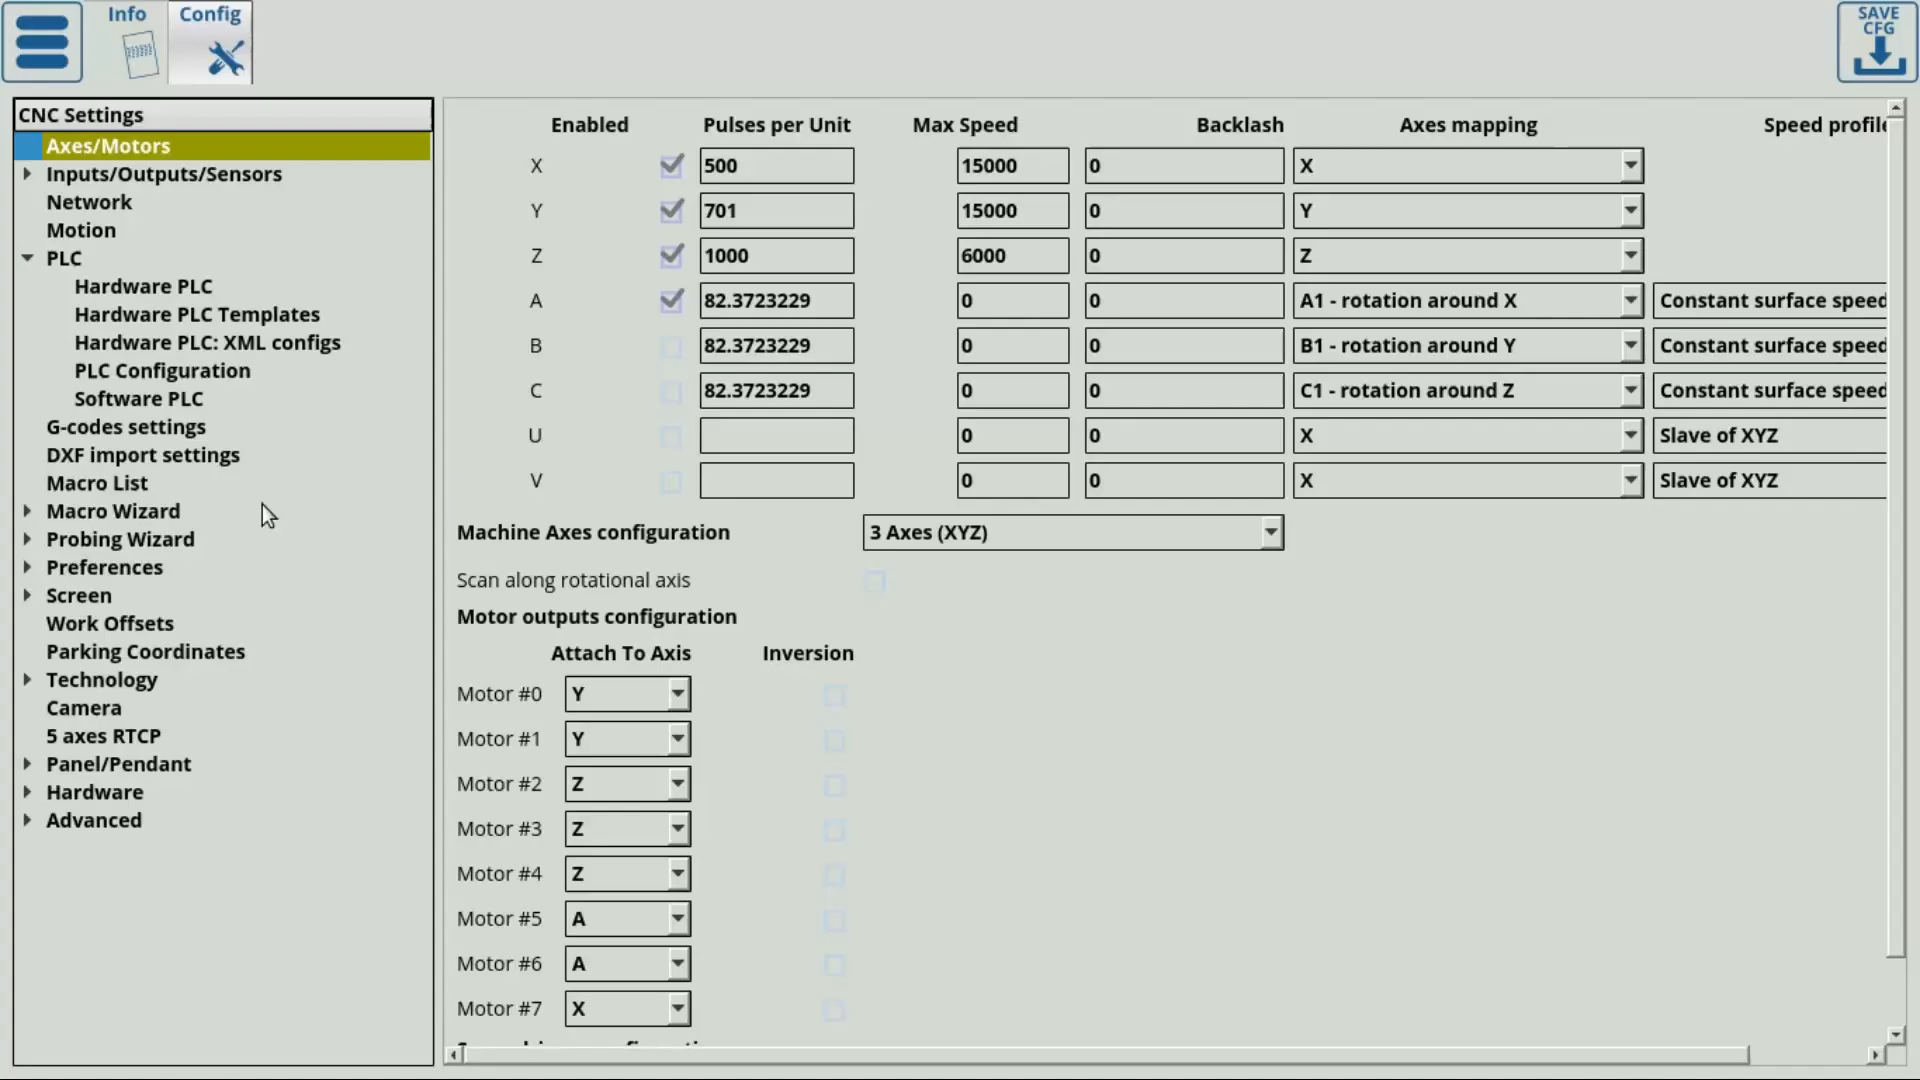 Info
Config
SAVE
CFG
CNC Settings
Axes/Motors
Inputs/Outputs/Sensors
Network
Motion
PLC
Hardware PLC
Hardware PLC Templates
Hardware PLC: XML configs
PLC Configuration
Software PLC
G-codes settings
DXF import settings
Macro List
Macro Wizard
Probing Wizard
Preferences
Screen
Work Offsets
Parking Coordinates
Technology
Camera
5 axes RTCP
Panel/Pendant
Hardware
Advanced
Enabled Pulses per Unit Max Speed Backlash Axes mapping Speed profile
X 500 15000 0 X
Y 701 15000 0 Y
Z 1000 6000 0 Z
A 82.3723229 0 0 A1 - rotation around X Constant surface speed
B 82.3723229 0 0 B1 - rotation around Y Constant surface speed
C 82.3723229 0 0 C1 - rotation around Z Constant surface speed
U 0 0 X Slave of XYZ
V 0 0 X Slave of XYZ
Machine Axes configuration 3 Axes (XYZ)
Scan along rotational axis
Motor outputs configuration
Attach To Axis Inversion
Motor #0 Y
Motor #1 Y
Motor #2 Z
Motor #3 Z
Motor #4 Z
Motor #5 A
Motor #6 A
Motor #7 X